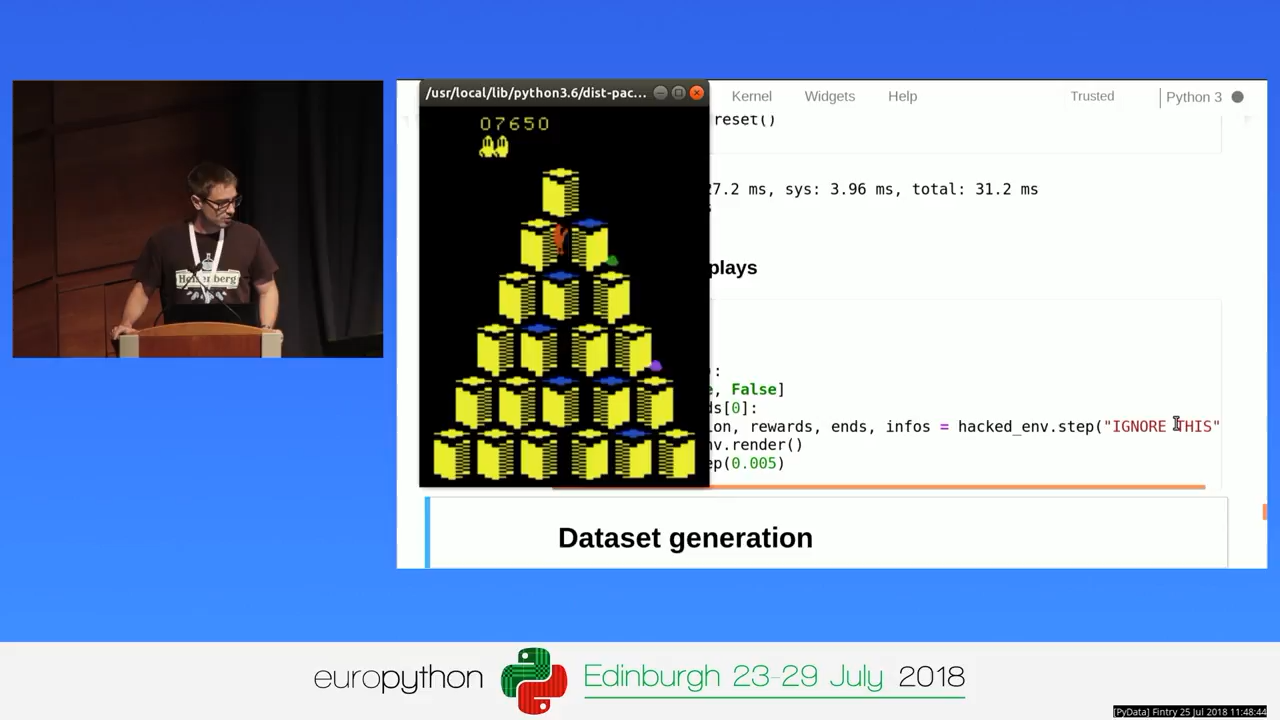 /usr/local/lib/python3.6/dist-pac...
07650
Kernel Widgets Help Trusted Python 3
reset()
27.2 ms, sys: 3.96 ms, total: 31.2 ms
plays
:
, False]
ds[0]:
ion, rewards, ends, infos = hacked_env.step("IGNORE THIS"
nv.render()
ep(0.005)
Dataset generation
europython Edinburgh 23-29 July 2018
[PyData] Fintry 25 Jul 2018 11:48:44